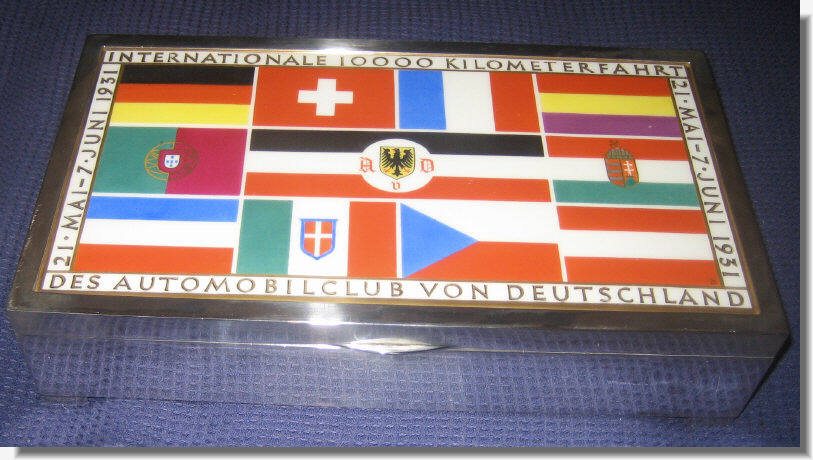 INTERNATIONALE 10000 KILOMETERFAHRT
21·MAI–7·JUNI 1931
21·MAI–7·JUNI 1931
A v D
DES AUTOMOBILCLUB VON DEUTSCHLAND